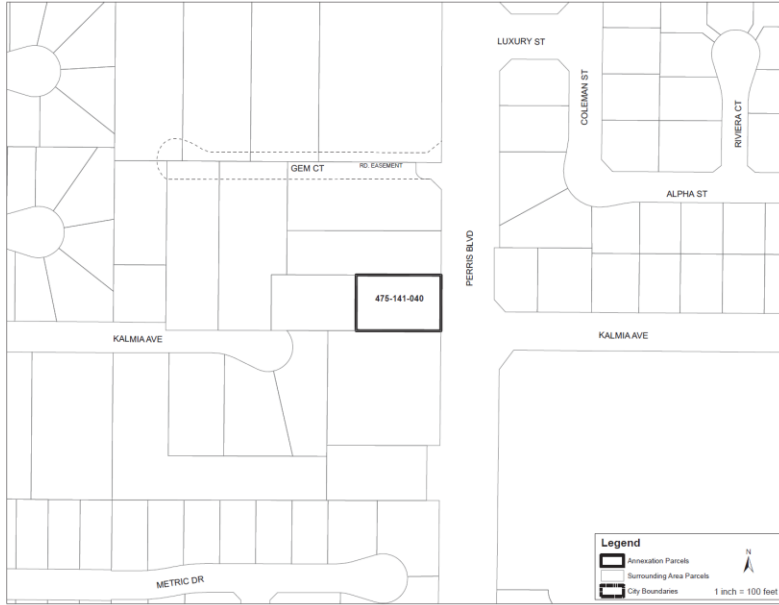 LUXURY ST
COLEMAN ST
RIVIERA CT
GEM CT
RD. EASEMENT
ALPHA ST
PERRIS BLVD
475-141-040
KALMIA AVE
KALMIA AVE
METRIC DR
Legend
Annexation Parcels
Surrounding Area Parcels
City Boundaries
N
1 inch = 100 feet